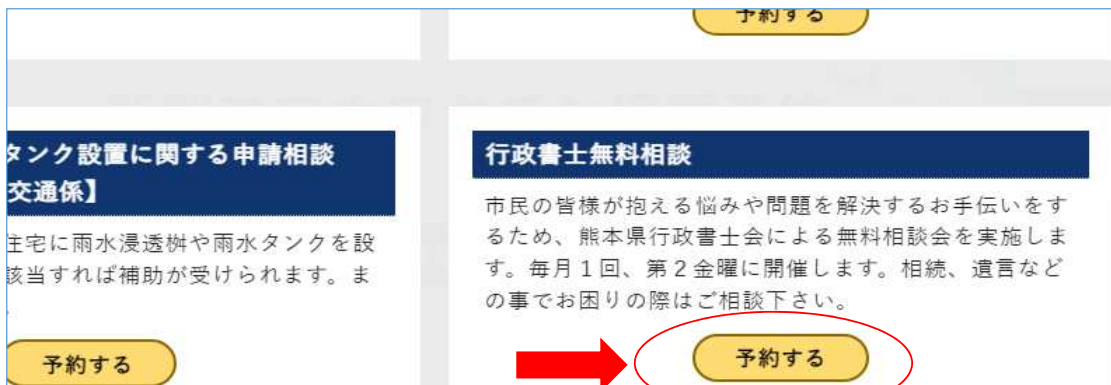 予約する
タンク設置に関する申請相談
交通係】
住宅に雨水浸透桝や雨水タンクを設
該当すれば補助が受けられます。ま
予約する
行政書士無料相談
市民の皆様が抱える悩みや問題を解決するお手伝いをす
るため、熊本県行政書士会による無料相談会を実施しま
す。毎月1回、第2金曜に開催します。相続、遺言など
の事でお困りの際はご相談下さい。
予約する